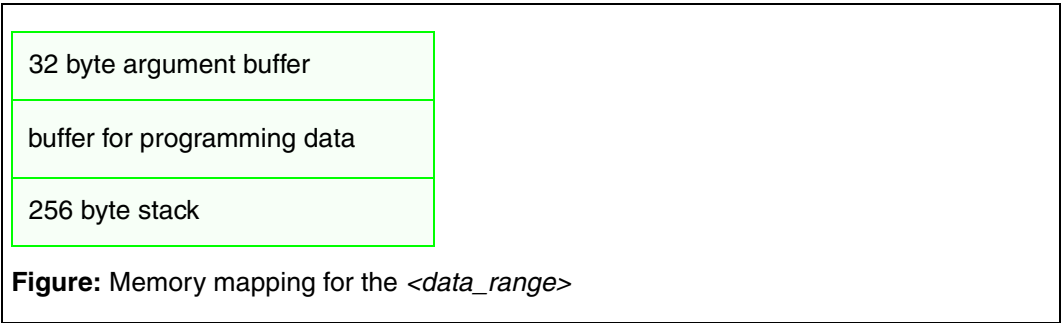 32 byte argument buffer
buffer for programming data
256 byte stack
Figure: Memory mapping for the <data_range>